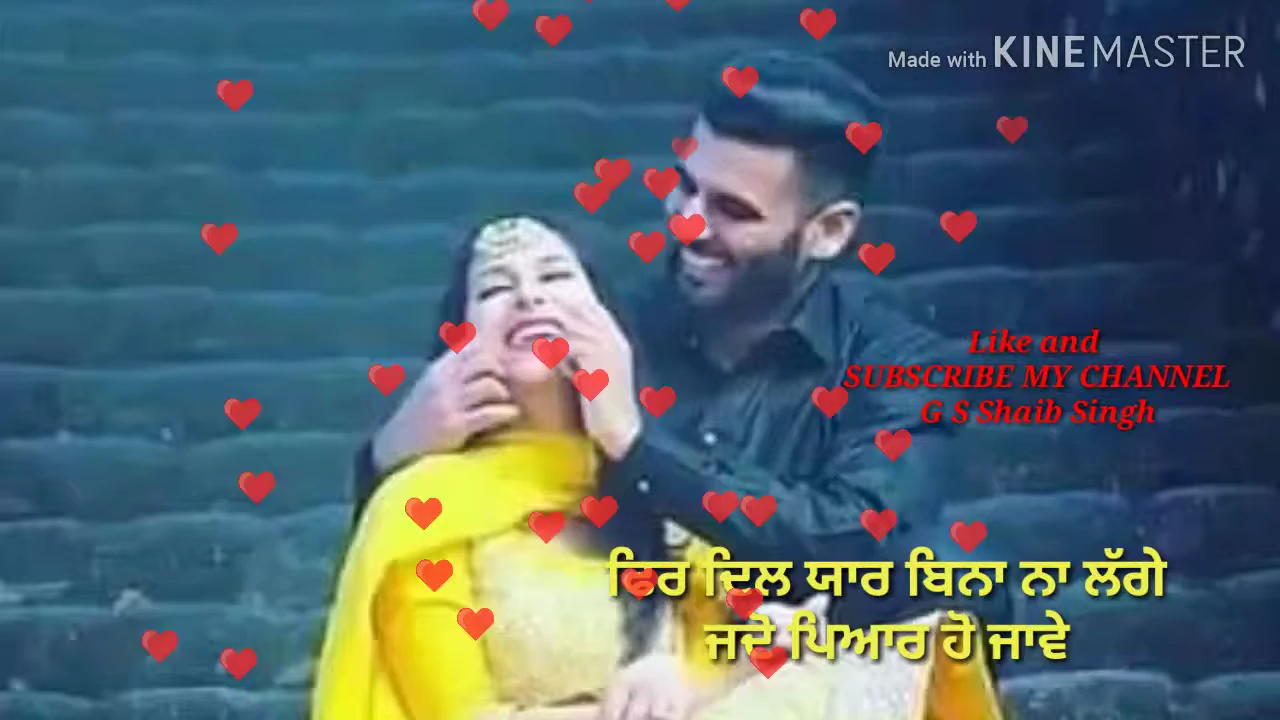 Made with KINEMASTER
Like and
SUBSCRIBE MY CHANNEL
G S Shaib Singh
ਫਿਰ ਦਿਲ ਯਾਰ ਬਿਨਾ ਨਾ ਲੱਗੇ
ਜਦੋ ਪਿਆਰ ਹੋ ਜਾਵੇ